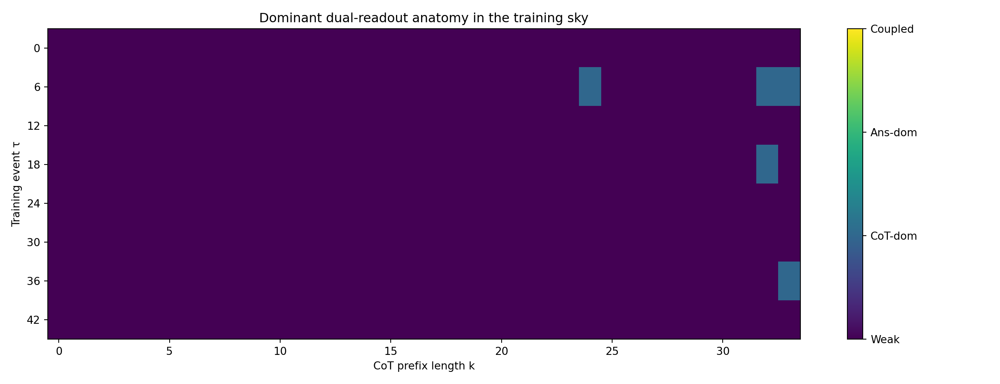 Dominant dual-readout anatomy in the training sky
Training event τ
0
6
12
18
24
30
36
42
0 5 10 15 20 25 30
CoT prefix length k
Coupled
Ans-dom
CoT-dom
Weak